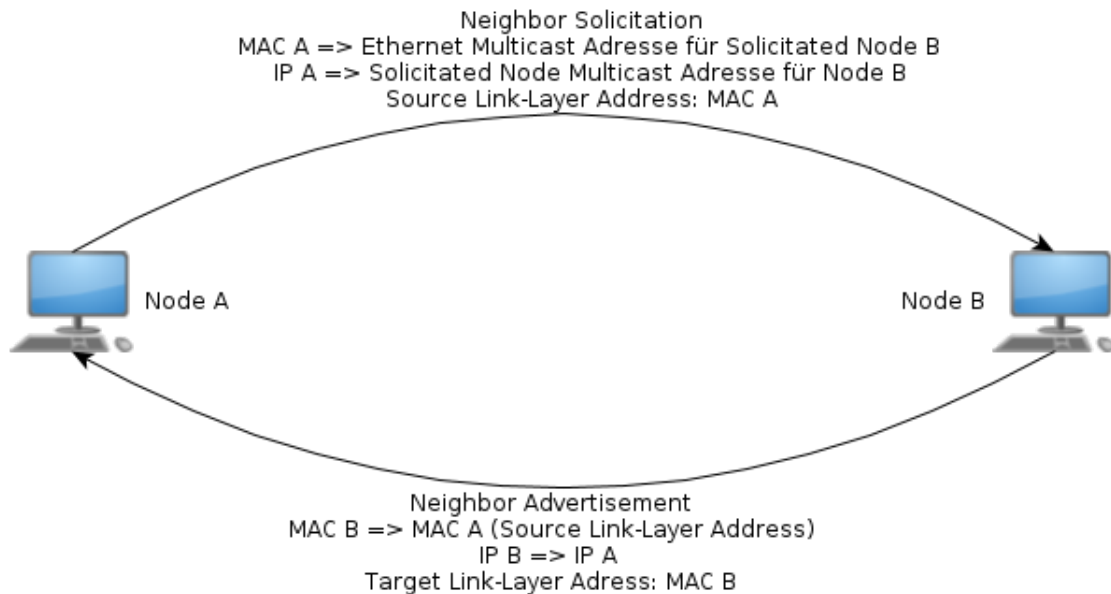 Neighbor Solicitation
MAC A => Ethernet Multicast Adresse für Solicitated Node B
IP A => Solicitated Node Multicast Adresse für Node B
Source Link-Layer Address: MAC A
Node A
Node B
Neighbor Advertisement
MAC B => MAC A (Source Link-Layer Address)
IP B => IP A
Target Link-Layer Adress: MAC B